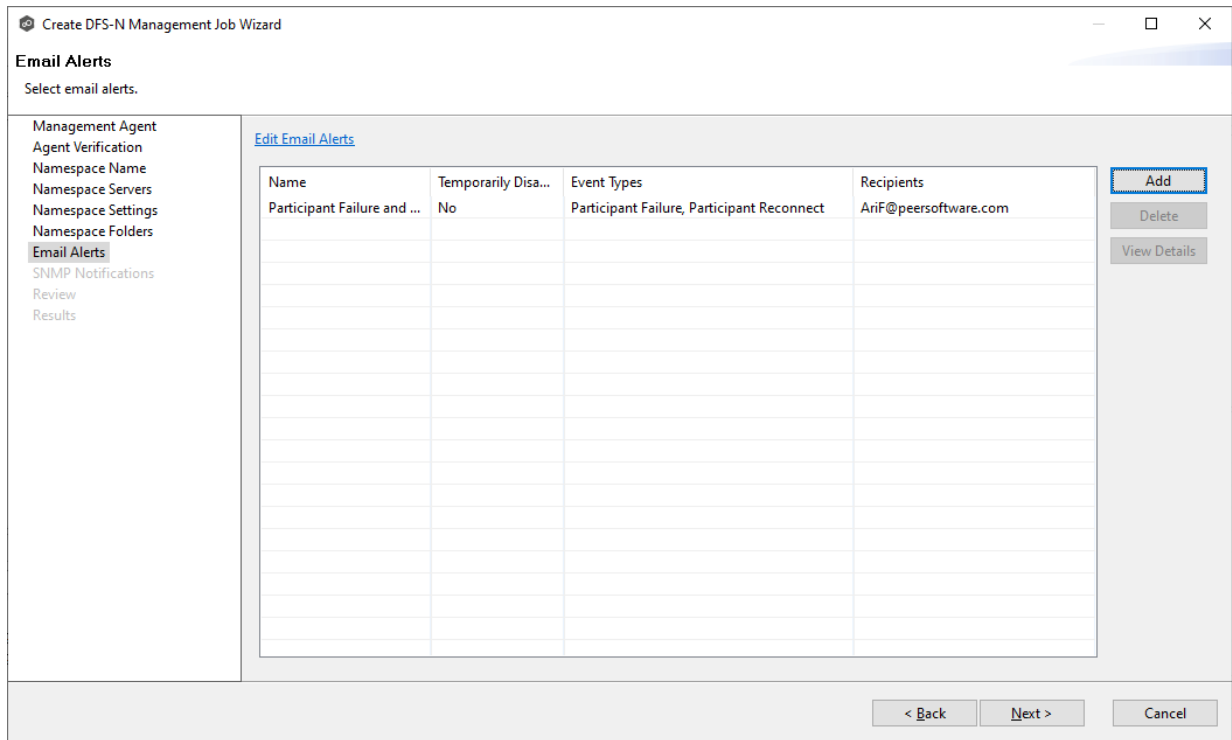 Create DFS-N Management Job Wizard
Email Alerts
Select email alerts.
Management Agent
Agent Verification
Namespace Name
Namespace Servers
Namespace Settings
Namespace Folders
Email Alerts
SNMP Notifications
Review
Results
Edit Email Alerts
Name Temporarily Disa... Event Types Recipients
Participant Failure and ... No Participant Failure, Participant Reconnect AriF@peersoftware.com
Add
Delete
View Details
< Back Next > Cancel